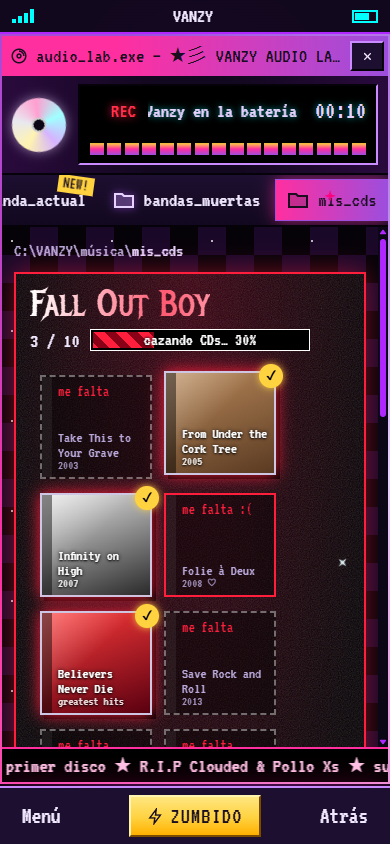 VANZY
audio_lab.exe - ★彡 VANZY AUDIO LA…
×
REC Vanzy en la batería 00:10
NEW!
nda_actual bandas_muertas mis_cds
C:\VANZY\música\mis_cds
FALL OUT BOY
3 / 10 cazando CDs… 30%
me falta
Take This to
Your Grave
2003
✓
From Under the
Cork Tree
2005
✓
Infinity on
High
2007
me falta :(
Folie à Deux
2008 ♡
✓
Believers
Never Die
greatest hits
me falta
Save Rock and
Roll
2013
me falta
me falta
primer disco ★ R.I.P Clouded & Pollo Xs ★ su
Menú ZUMBIDO Atrás